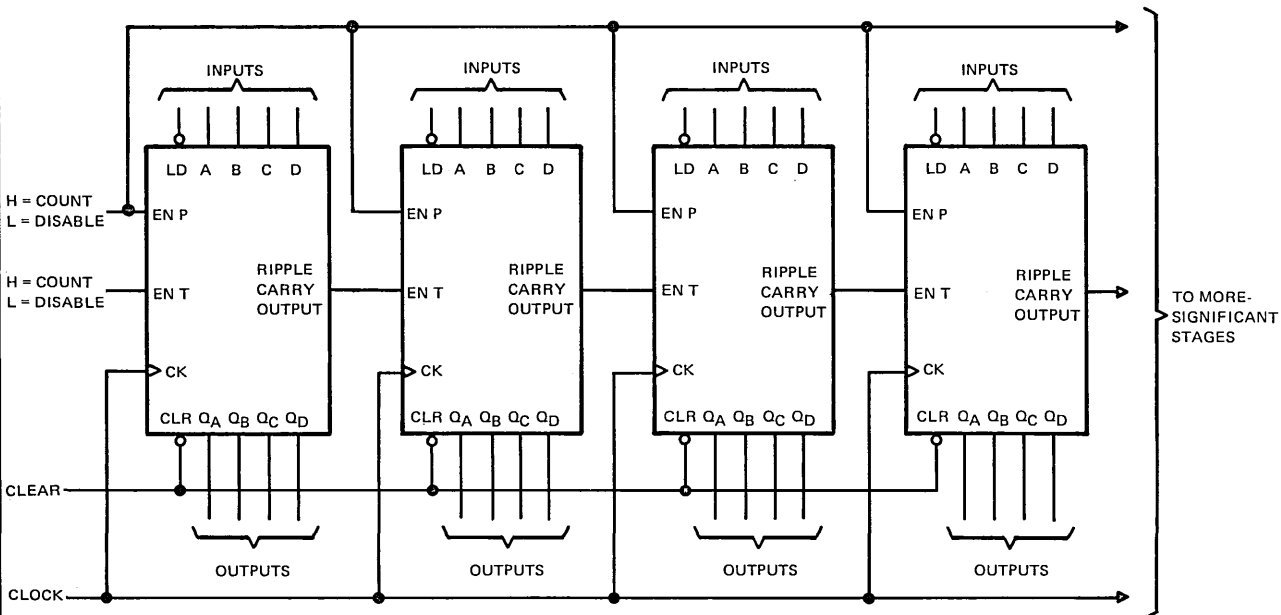 INPUTS INPUTS INPUTS INPUTS
LD A B C D LD A B C D LD A B C D LD A B C D
H = COUNT
L = DISABLE
EN P EN P EN P EN P
H = COUNT
L = DISABLE
EN T RIPPLE CARRY OUTPUT EN T RIPPLE CARRY OUTPUT EN T RIPPLE CARRY OUTPUT EN T RIPPLE CARRY OUTPUT
TO MORE-
SIGNIFICANT
STAGES
CK CK CK CK
CLR QA QB QC QD CLR QA QB QC QD CLR QA QB QC QD CLR QA QB QC QD
CLEAR
OUTPUTS OUTPUTS OUTPUTS OUTPUTS
CLOCK